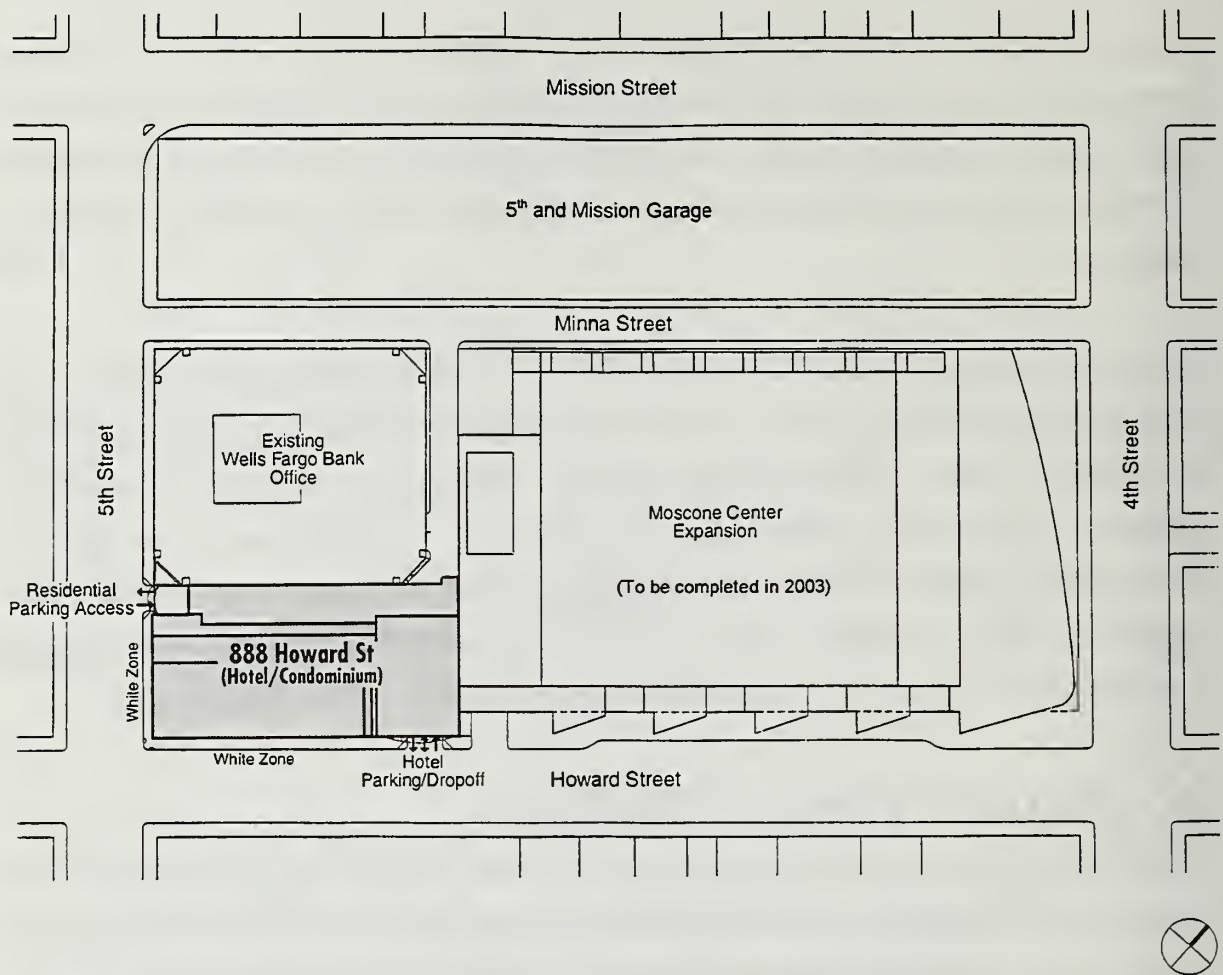 Mission Street
5th and Mission Garage
Minna Street
5th Street
Existing
Wells Fargo Bank
Office
Moscone Center
Expansion
(To be completed in 2003)
4th Street
Residential
Parking Access
White Zone
888 Howard St
(Hotel/Condominium)
White Zone
Hotel
Parking/Dropoff
Howard Street